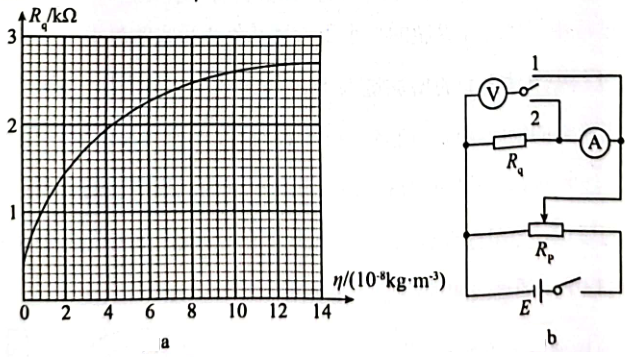 R_q/kΩ
3
2
1
0 2 4 6 8 10 12 14
η/(10⁻⁸kg·m⁻³)
a
1
V
2
A
R_q
R_P
E
b